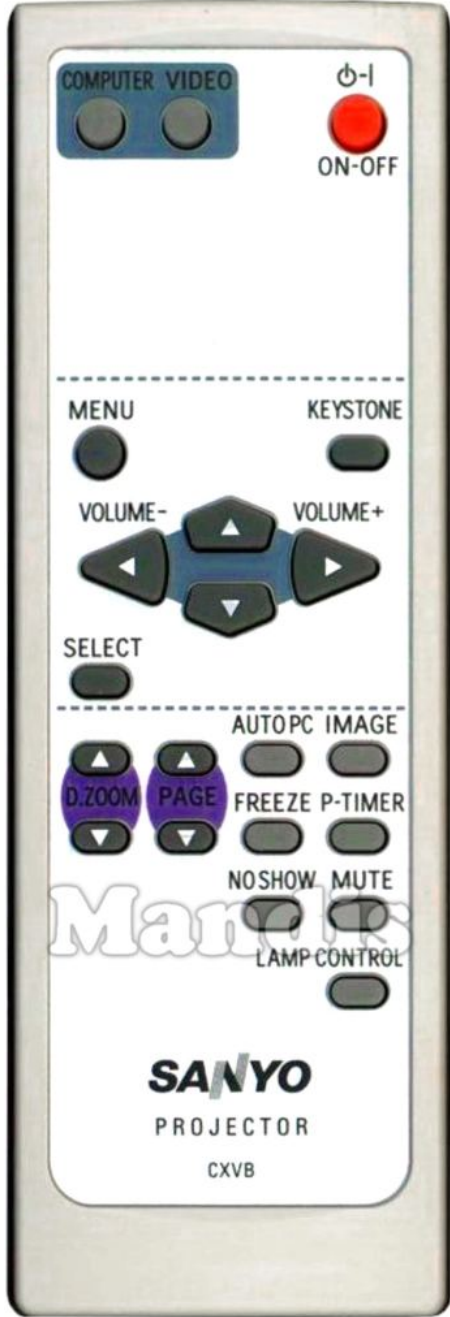 COMPUTER VIDEO
ON-OFF
MENU
KEYSTONE
VOLUME-
VOLUME+
SELECT
AUTO PC IMAGE
D.ZOOM PAGE FREEZE P-TIMER
NO SHOW MUTE
Mandis
LAMP CONTROL
SANYO
PROJECTOR
CXVB